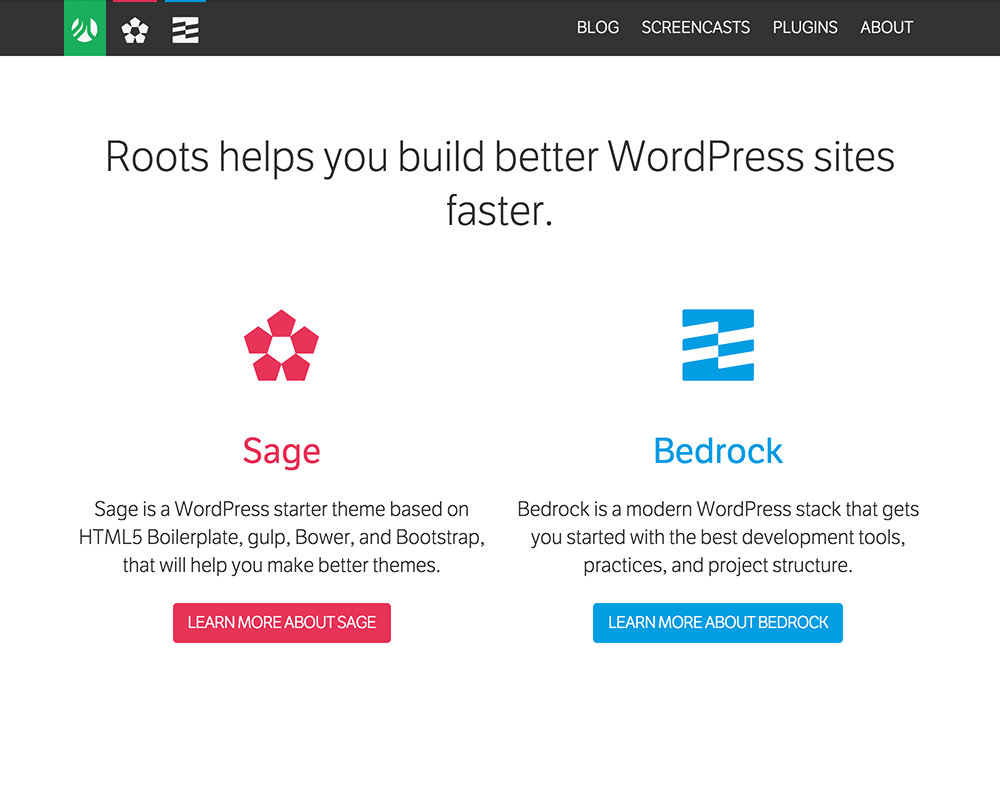 BLOG SCREENCASTS PLUGINS ABOUT
Roots helps you build better WordPress sites
faster.
Sage
Sage is a WordPress starter theme based on
HTML5 Boilerplate, gulp, Bower, and Bootstrap,
that will help you make better themes.
LEARN MORE ABOUT SAGE
Bedrock
Bedrock is a modern WordPress stack that gets
you started with the best development tools,
practices, and project structure.
LEARN MORE ABOUT BEDROCK